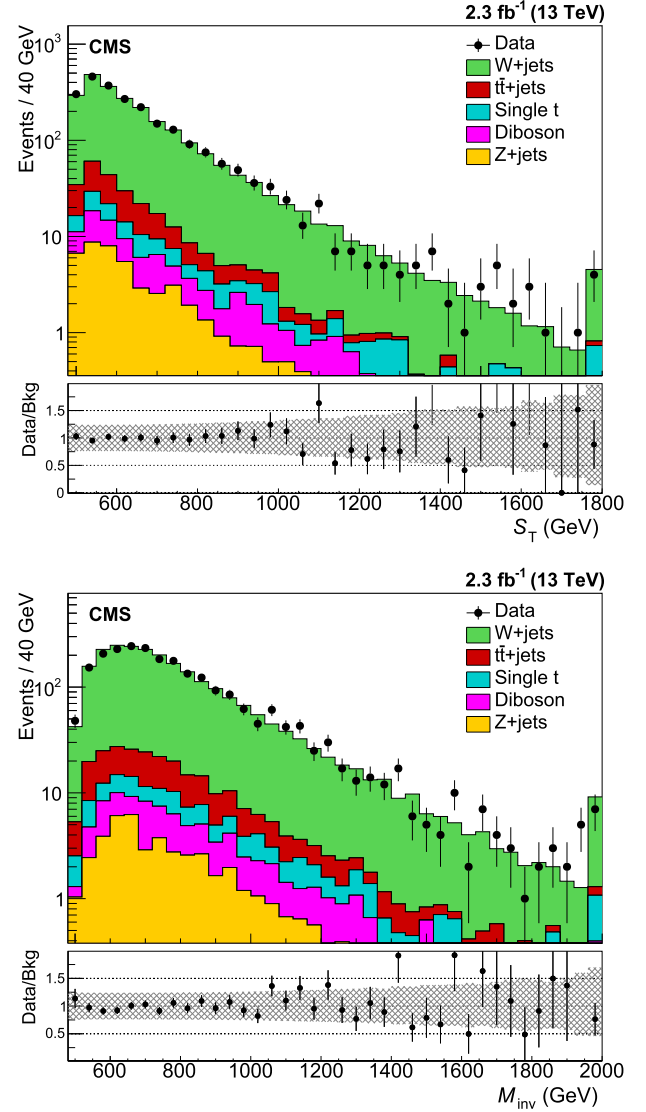 2.3 fb⁻¹ (13 TeV)
CMS
Events / 40 GeV
10³
10²
10
1
Data
W+jets
tt̄+jets
Single t
Diboson
Z+jets
Data/Bkg
1.5
1
0.5
0
600 800 1000 1200 1400 1600 1800
S_T (GeV)
2.3 fb⁻¹ (13 TeV)
CMS
Events / 40 GeV
10²
10
1
Data
W+jets
tt̄+jets
Single t
Diboson
Z+jets
Data/Bkg
1.5
1
0.5
0
600 800 1000 1200 1400 1600 1800 2000
M_inv (GeV)